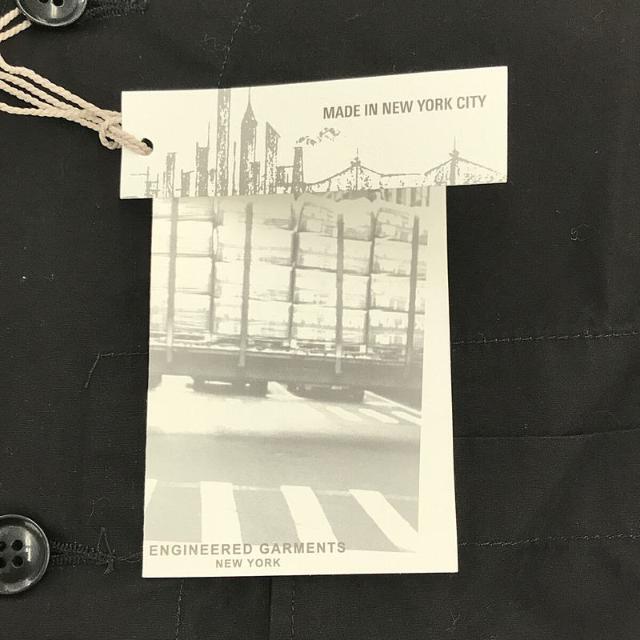 MADE IN NEW YORK CITY
ENGINEERED GARMENTS
NEW YORK